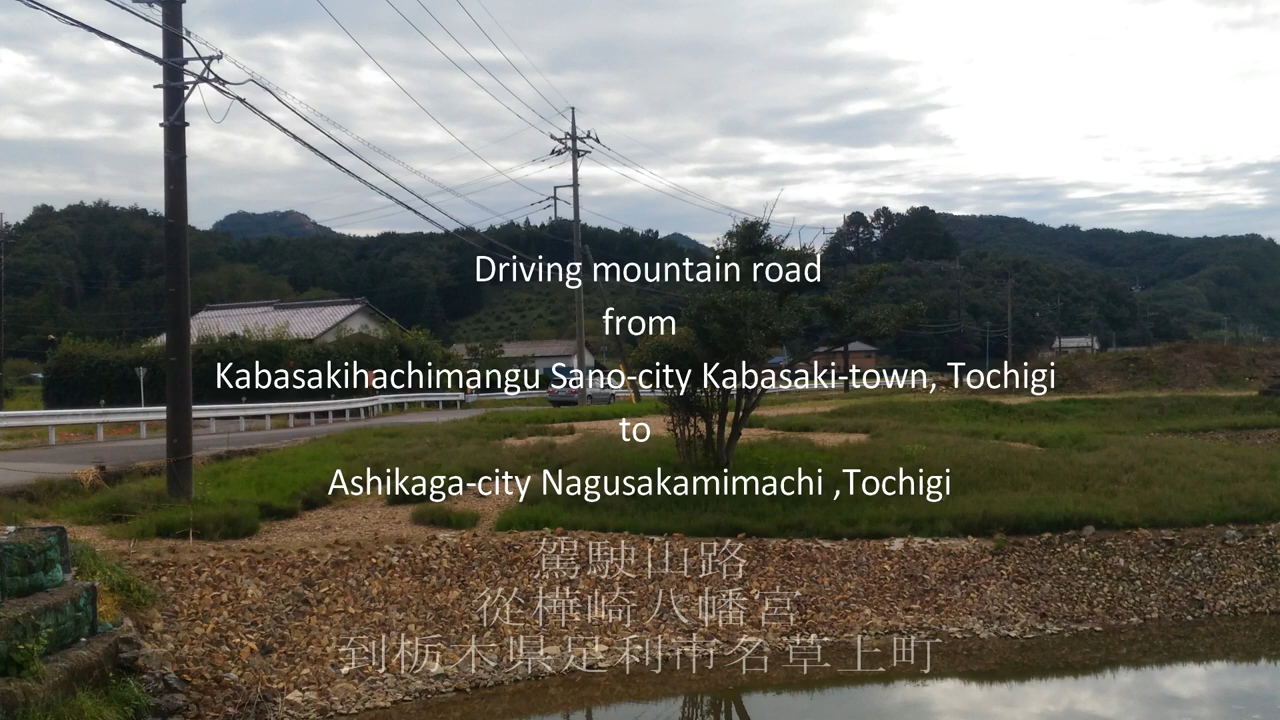 Driving mountain road
from
Kabasakihachimangu Sano-city Kabasaki-town, Tochigi
to
Ashikaga-city Nagusakamimachi ,Tochigi
駕駛山路
從樺崎八幡宮
到栃木県足利市名草上町